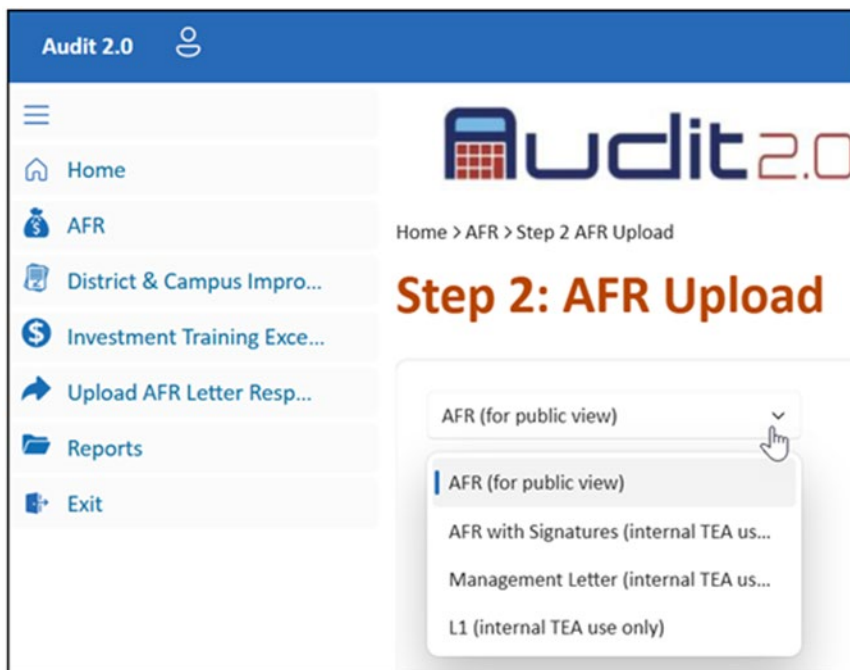 Audit 2.0
Home
AFR
District & Campus Impro...
Investment Training Exce...
Upload AFR Letter Resp...
Reports
Exit
Audit 2.0
Home > AFR > Step 2 AFR Upload
Step 2: AFR Upload
AFR (for public view)
AFR (for public view)
AFR with Signatures (internal TEA us...
Management Letter (internal TEA us...
L1 (internal TEA use only)